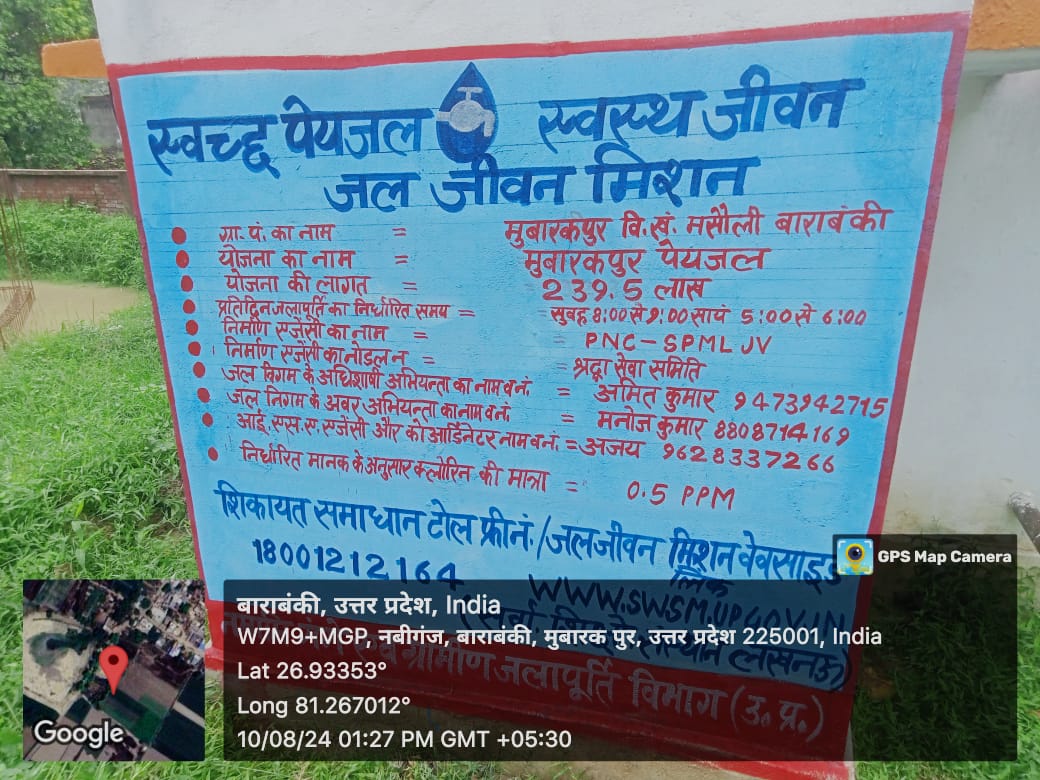 स्वच्छ पेयजल स्वस्थ जीवन
जल जीवन मिशन
ग्रा. पं. का नाम = मुबारकपुर वि.खं. मसौली बाराबंकी
योजना का नाम = मुबारकपुर पेयजल
योजना की लागत = 239.5 लाख
प्रतिदिन जलापूर्ति का निर्धारित समय = सुबह 8:00 से 9:00 सायं 5:00 से 6:00
निर्माण एजेंसी का नाम = PNC-SPML JV
निर्माण एजेंसी का नोडल न = श्रद्धा सेवा समिति
जल निगम के अधिशाषी अभियन्ता का नाम व नं. = अमित कुमार 9473942715
जल निगम के अवर अभियन्ता का नाम व नं = मनोज कुमार 8808714169
आई. एस. ए. एजेंसी और को आर्डिनेटर नाम व नं. = अजय 9628337266
निर्धारित मानक के अनुसार क्लोरिन की मात्रा = 0.5 PPM
शिकायत समाधान टोल फ्री नं./जल जीवन मिशन वेवसाइट
18001212164 लिंक
WWW.SWSM.UP.GOV.IN
ग्रामीण जलापूर्ति विभाग (उ. प्र.)
GPS Map Camera
बाराबंकी, उत्तर प्रदेश, India
W7M9+MGP, नबीगंज, बाराबंकी, मुबारक पुर, उत्तर प्रदेश 225001, India
Lat 26.93353°
Long 81.267012°
10/08/24 01:27 PM GMT +05:30
Google